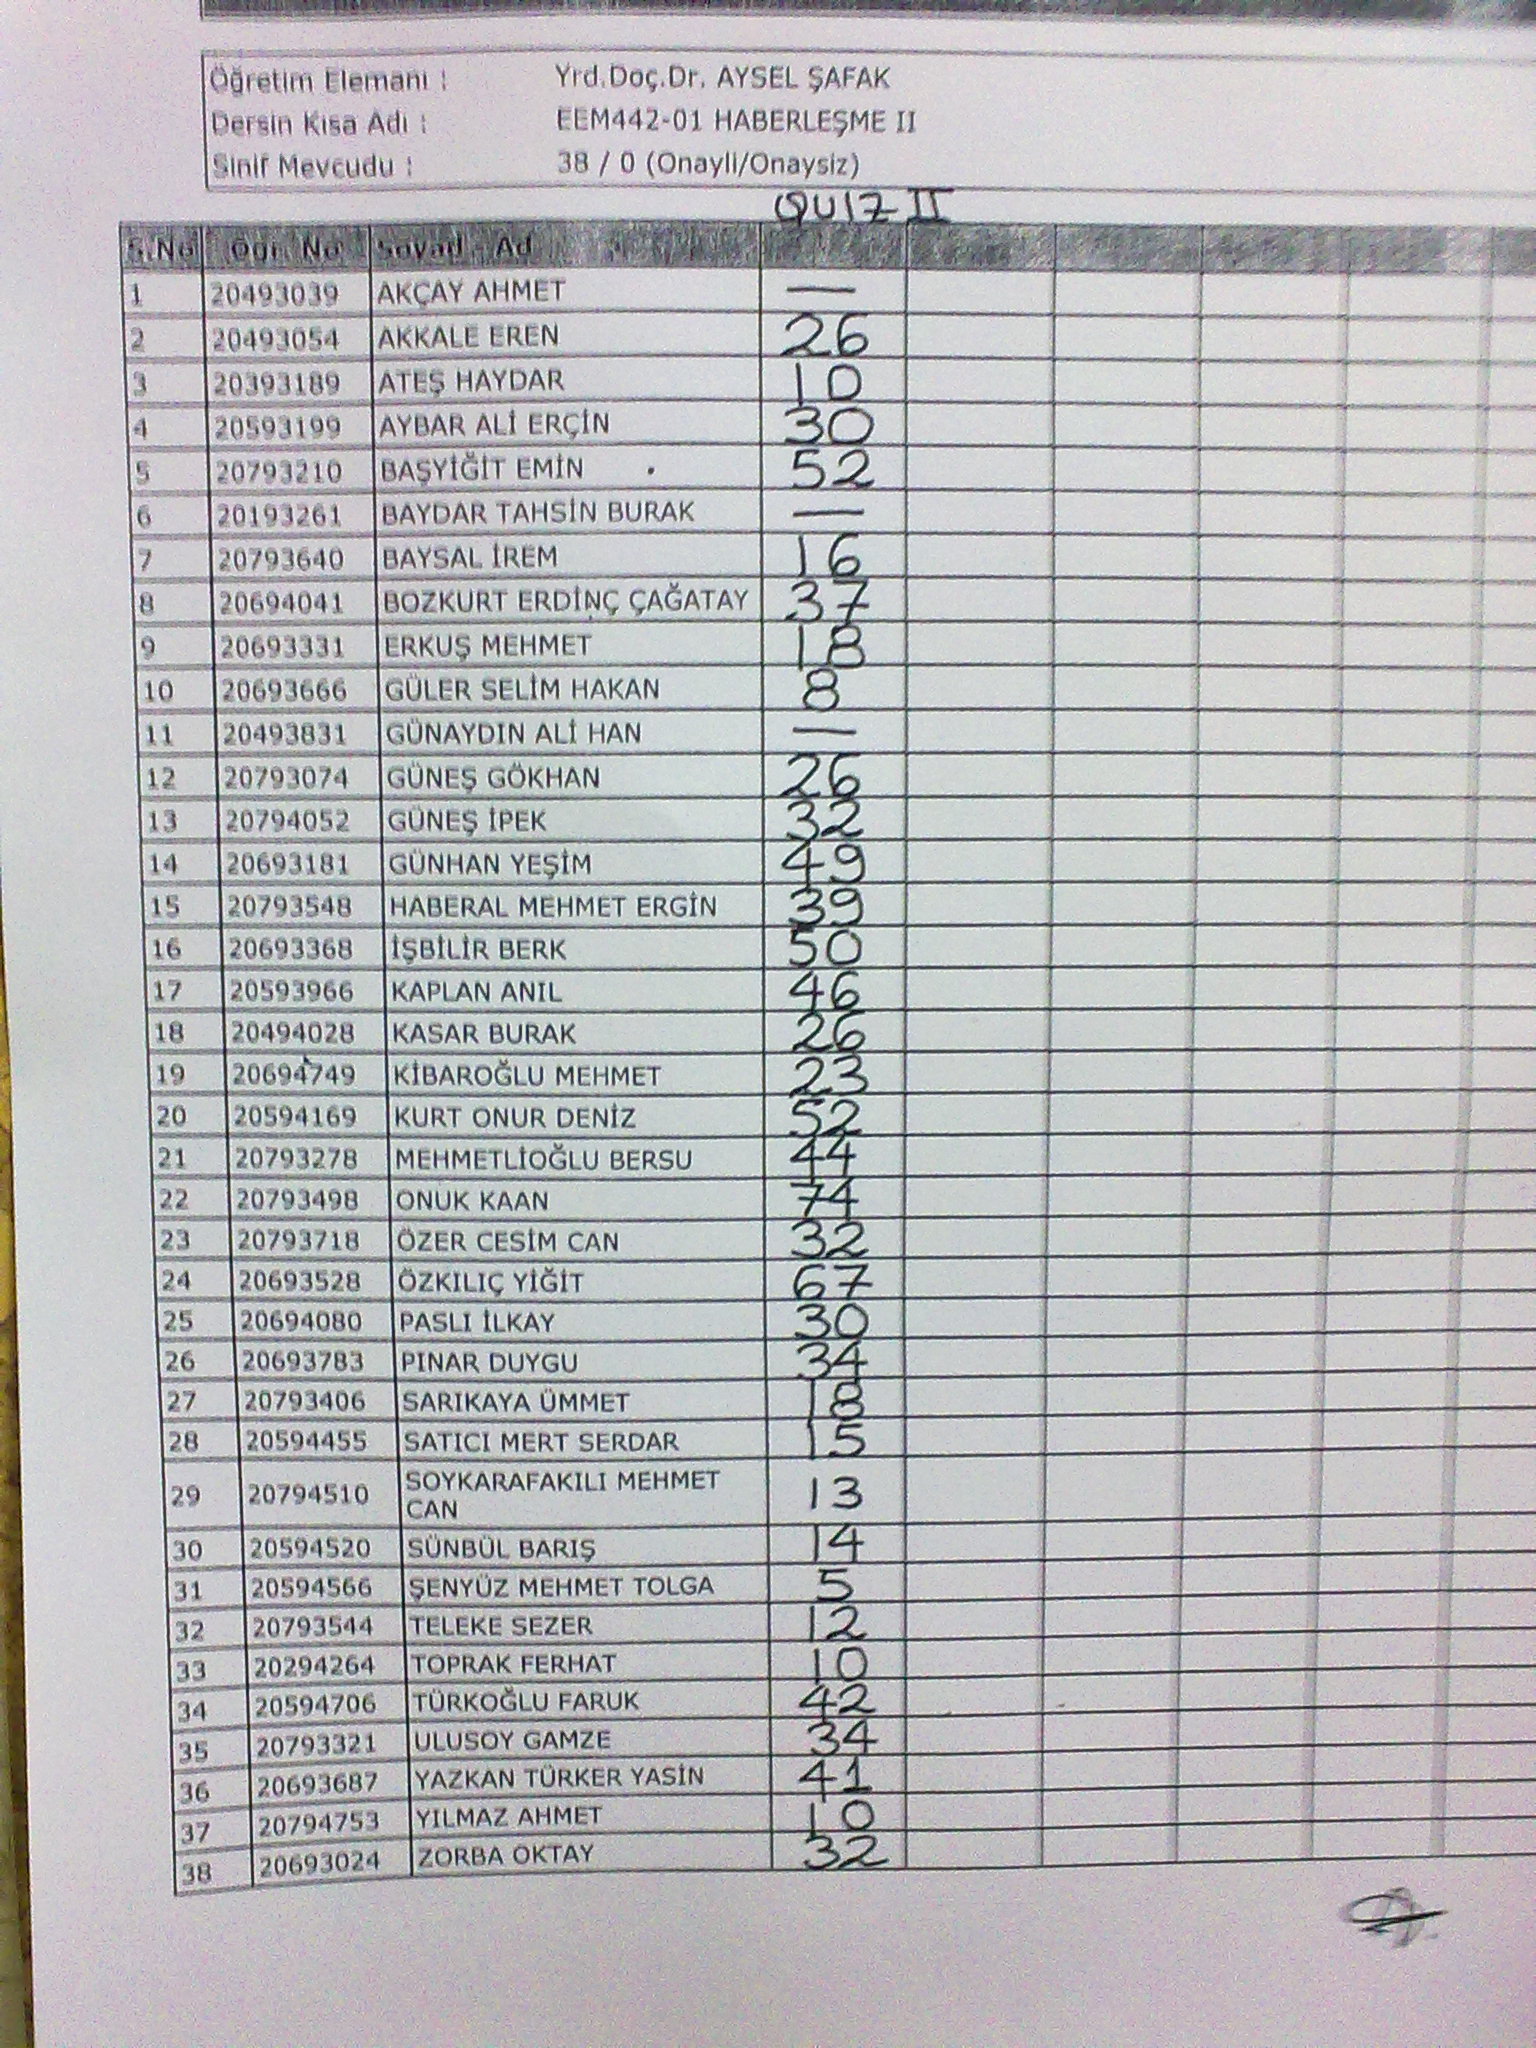 Öğretim Elemanı : Yrd.Doç.Dr. AYSEL ŞAFAK
Dersin Kısa Adı : EEM442-01 HABERLEŞME II
Sinif Mevcudu : 38 / 0 (Onayli/Onaysiz)
QUIZ II
S.No Öğr. No Soyad - Ad
1 20493039 AKÇAY AHMET —
2 20493054 AKKALE EREN 26
3 20393189 ATEŞ HAYDAR 10
4 20593199 AYBAR ALİ ERÇİN 30
5 20793210 BAŞYİĞİT EMİN 52
6 20193261 BAYDAR TAHSİN BURAK —
7 20793640 BAYSAL İREM 16
8 20694041 BOZKURT ERDİNÇ ÇAĞATAY 37
9 20693331 ERKUŞ MEHMET 18
10 20693666 GÜLER SELİM HAKAN 8
11 20493831 GÜNAYDIN ALİ HAN —
12 20793074 GÜNEŞ GÖKHAN 26
13 20794052 GÜNEŞ İPEK 32
14 20693181 GÜNHAN YEŞİM 49
15 20793548 HABERAL MEHMET ERGİN 39
16 20693368 İŞBİLİR BERK 50
17 20593966 KAPLAN ANIL 46
18 20494028 KASAR BURAK 26
19 20694749 KİBAROĞLU MEHMET 23
20 20594169 KURT ONUR DENİZ 52
21 20793278 MEHMETLİOĞLU BERSU 44
22 20793498 ONUK KAAN 74
23 20793718 ÖZER CESİM CAN 32
24 20693528 ÖZKILIÇ YİĞİT 67
25 20694080 PASLI İLKAY 30
26 20693783 PINAR DUYGU 34
27 20793406 SARIKAYA ÜMMET 18
28 20594455 SATICI MERT SERDAR 15
29 20794510 SOYKARAFAKILI MEHMET 13
CAN
30 20594520 SÜNBÜL BARIŞ 14
31 20594566 ŞENYÜZ MEHMET TOLGA 5
32 20793544 TELEKE SEZER 12
33 20294264 TOPRAK FERHAT 10
34 20594706 TÜRKOĞLU FARUK 42
35 20793321 ULUSOY GAMZE 34
36 20693687 YAZKAN TÜRKER YASİN 41
37 20794753 YILMAZ AHMET 10
38 20693024 ZORBA OKTAY 32